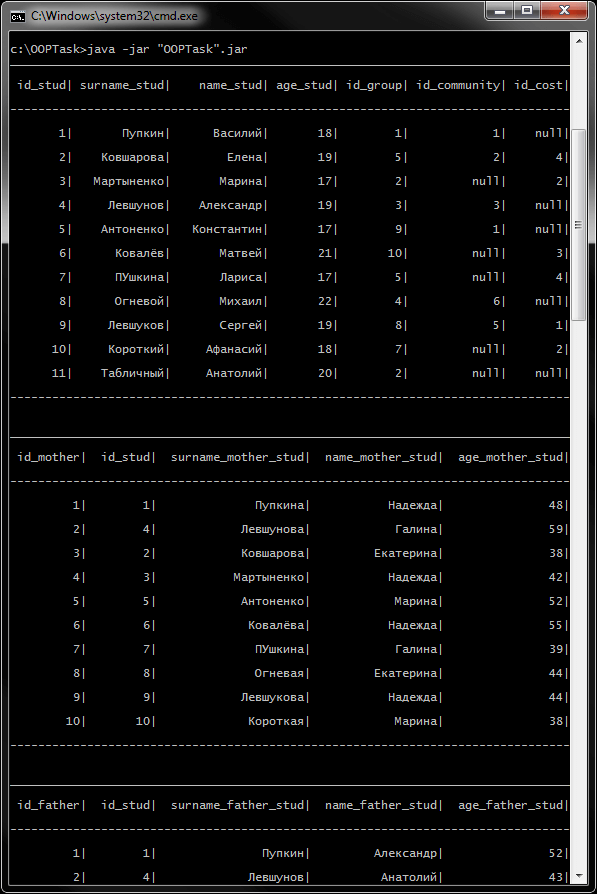 C:\Windows\system32\cmd.exe
c:\OOPTask>java -jar "OOPTask".jar
id_stud| surname_stud| name_stud| age_stud| id_group| id_community| id_cost|
1| Пупкин| Василий| 18| 1| 1| null|
2| Ковшарова| Елена| 19| 5| 2| 4|
3| Мартыненко| Марина| 17| 2| null| 2|
4| Левшунов| Александр| 19| 3| 3| null|
5| Антоненко| Константин| 17| 9| 1| null|
6| Ковалёв| Матвей| 21| 10| null| 3|
7| ПУшкина| Лариса| 17| 5| null| 4|
8| Огневой| Михаил| 22| 4| 6| null|
9| Левшуков| Сергей| 19| 8| 5| 1|
10| Короткий| Афанасий| 18| 7| null| 2|
11| Табличный| Анатолий| 20| 2| null| null|
id_mother| id_stud| surname_mother_stud| name_mother_stud| age_mother_stud|
1| 1| Пупкина| Надежда| 48|
2| 4| Левшунова| Галина| 59|
3| 2| Ковшарова| Екатерина| 38|
4| 3| Мартыненко| Надежда| 42|
5| 5| Антоненко| Марина| 52|
6| 6| Ковалёва| Надежда| 55|
7| 7| ПУшкина| Галина| 39|
8| 8| Огневая| Екатерина| 44|
9| 9| Левшукова| Надежда| 44|
10| 10| Короткая| Марина| 38|
id_father| id_stud| surname_father_stud| name_father_stud| age_father_stud|
1| 1| Пупкин| Александр| 52|
2| 4| Левшунов| Анатолий| 43|